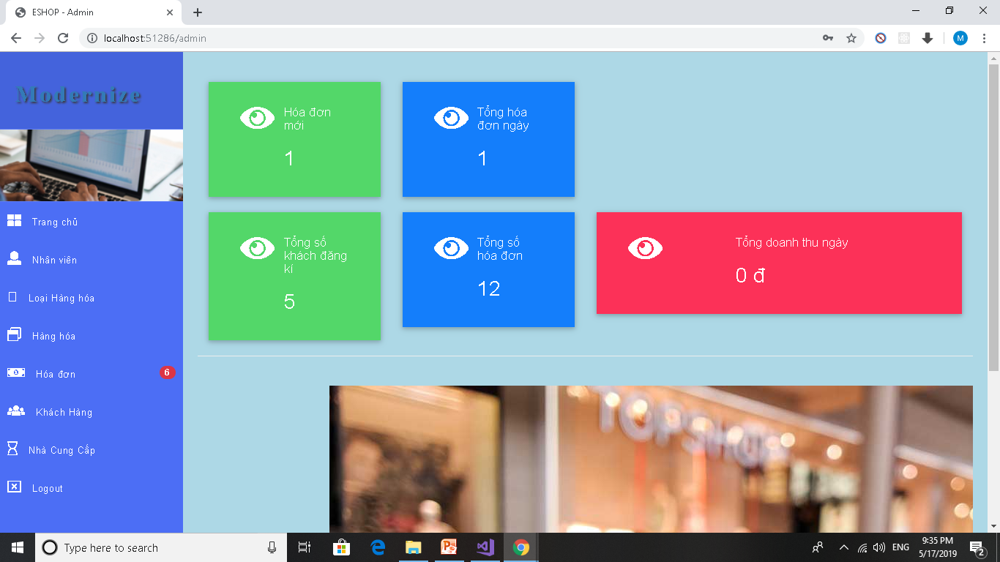 ESHOP - Admin
localhost:51286/admin
M
Modernize
Trang chủ
Nhân viên
Loại Hàng hóa
Hàng hóa
Hóa đơn
6
Khách Hàng
Nhà Cung Cấp
Logout
Hóa đơn
mới
1
Tổng hóa
đơn ngày
1
Tổng số
khách đăng
kí
5
Tổng số
hóa đơn
12
Tổng doanh thu ngày
0 đ
TOPSHOP
Type here to search
ENG
9:35 PM
5/17/2019
2